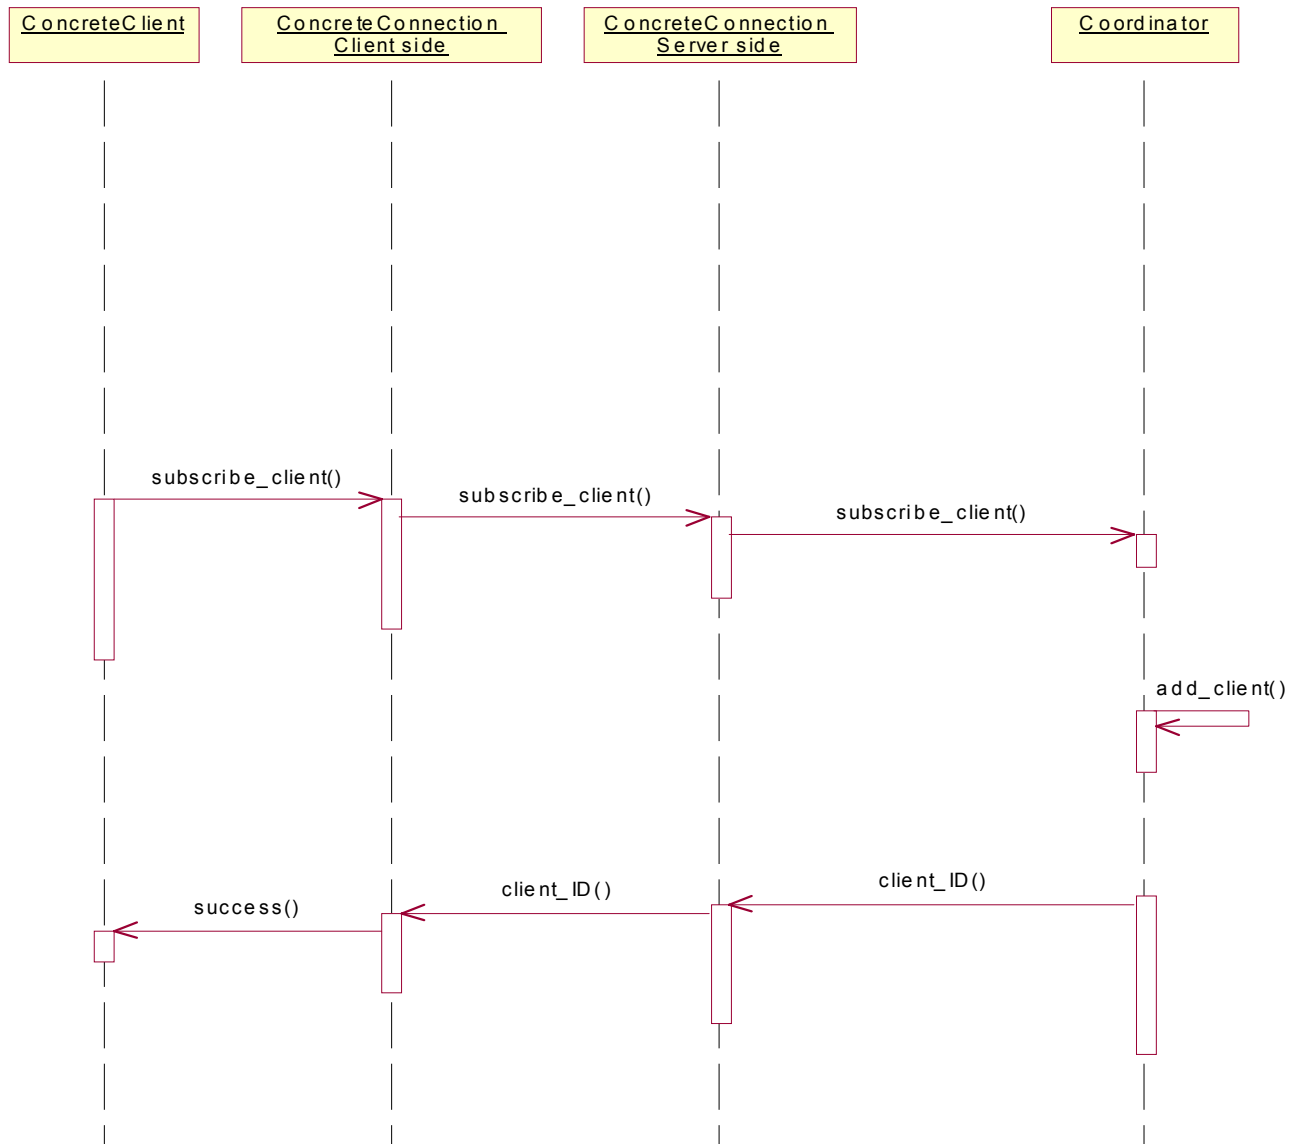 ConcreteClient
ConcreteConnection
Client side
ConcreteConnection
Server side
Coordinator
subscribe_client()
subscribe_client()
subscribe_client()
add_client()
client_ID()
client_ID()
success()